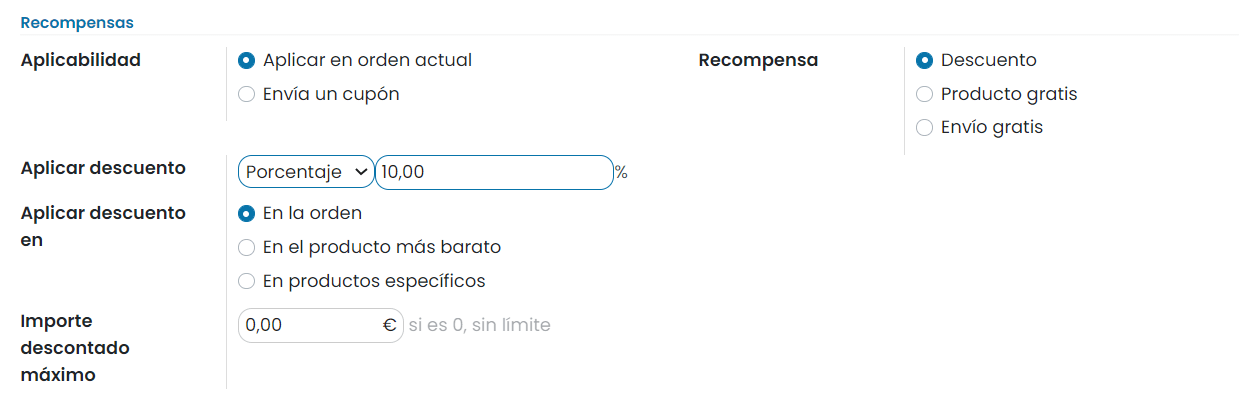 Recompensas
Aplicabilidad
Aplicar en orden actual
Envía un cupón
Recompensa
Descuento
Producto gratis
Envío gratis
Aplicar descuento
Porcentaje
10,00
%
Aplicar descuento
en
En la orden
En el producto más barato
En productos específicos
Importe
descontado
máximo
0,00 €
si es 0, sin límite